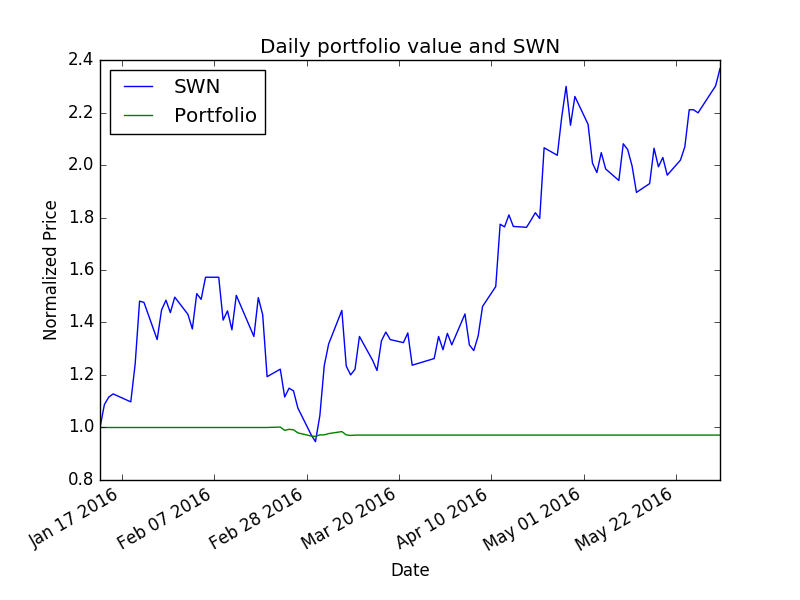 Daily portfolio value and SWN
2.4
2.2
2.0
1.8
1.6
1.4
1.2
1.0
0.8
SWN
Portfolio
Normalized Price
Jan 17 2016
Feb 07 2016
Feb 28 2016
Mar 20 2016
Apr 10 2016
May 01 2016
May 22 2016
Date